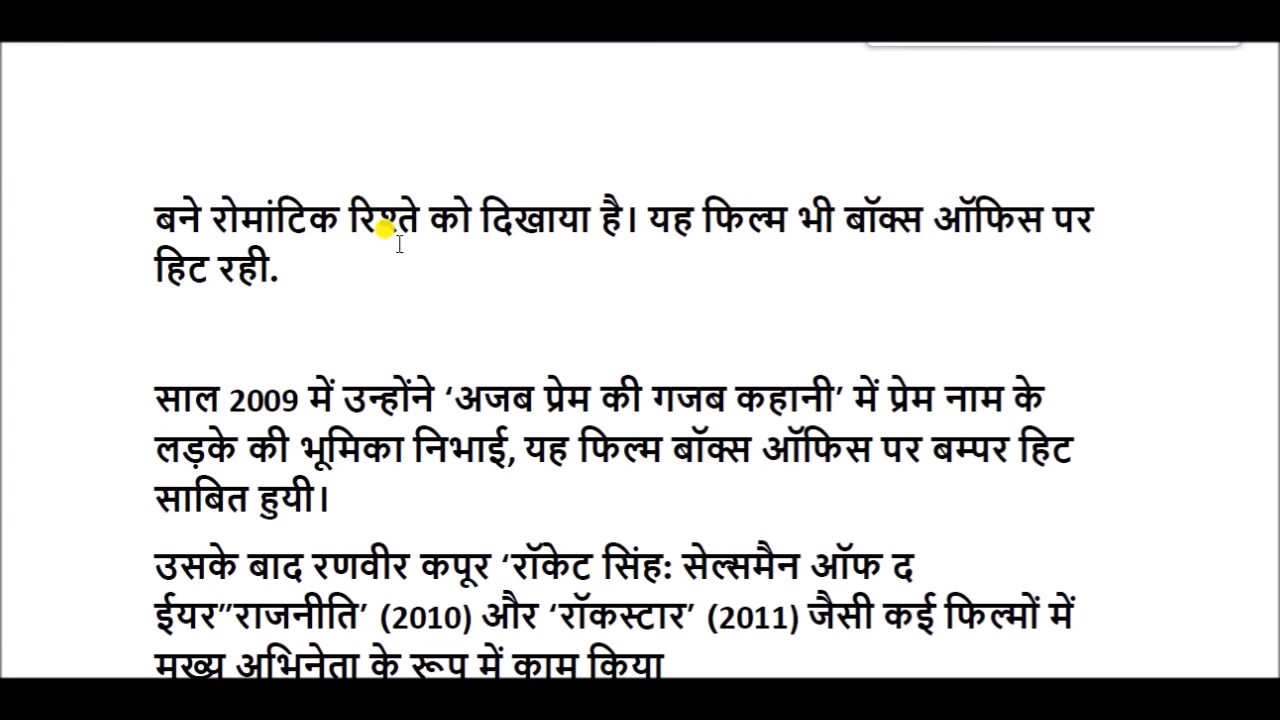 बने रोमांटिक रिश्ते को दिखाया है। यह फिल्म भी बॉक्स ऑफिस पर
हिट रही.
साल 2009 में उन्होंने ‘अजब प्रेम की गजब कहानी’ में प्रेम नाम के
लड़के की भूमिका निभाई, यह फिल्म बॉक्स ऑफिस पर बम्पर हिट
साबित हुयी।
उसके बाद रणवीर कपूर ‘रॉकेट सिंह: सेल्समैन ऑफ द
ईयर”राजनीति’ (2010) और ‘रॉकस्टार’ (2011) जैसी कई फिल्मों में
मुख्य अभिनेता के रूप में काम किया